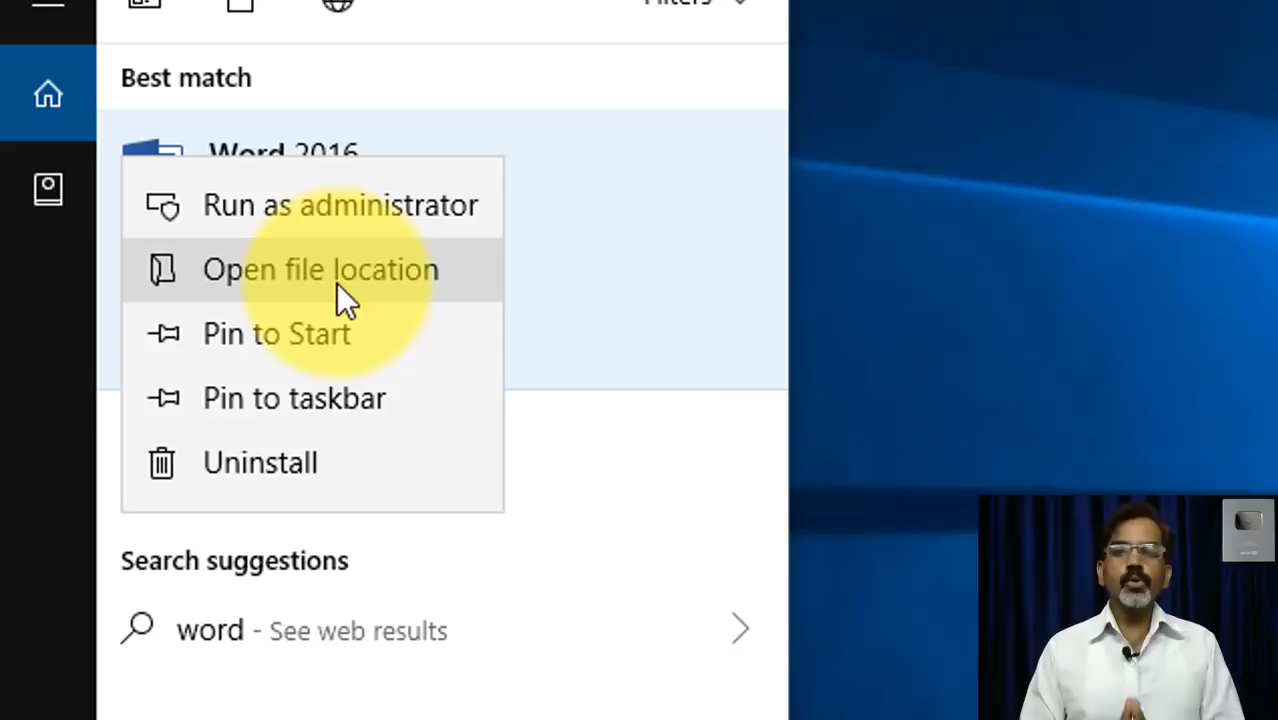 Filters
Best match
Word 2016
Run as administrator
Open file location
Pin to Start
Pin to taskbar
Uninstall
Search suggestions
word - See web results